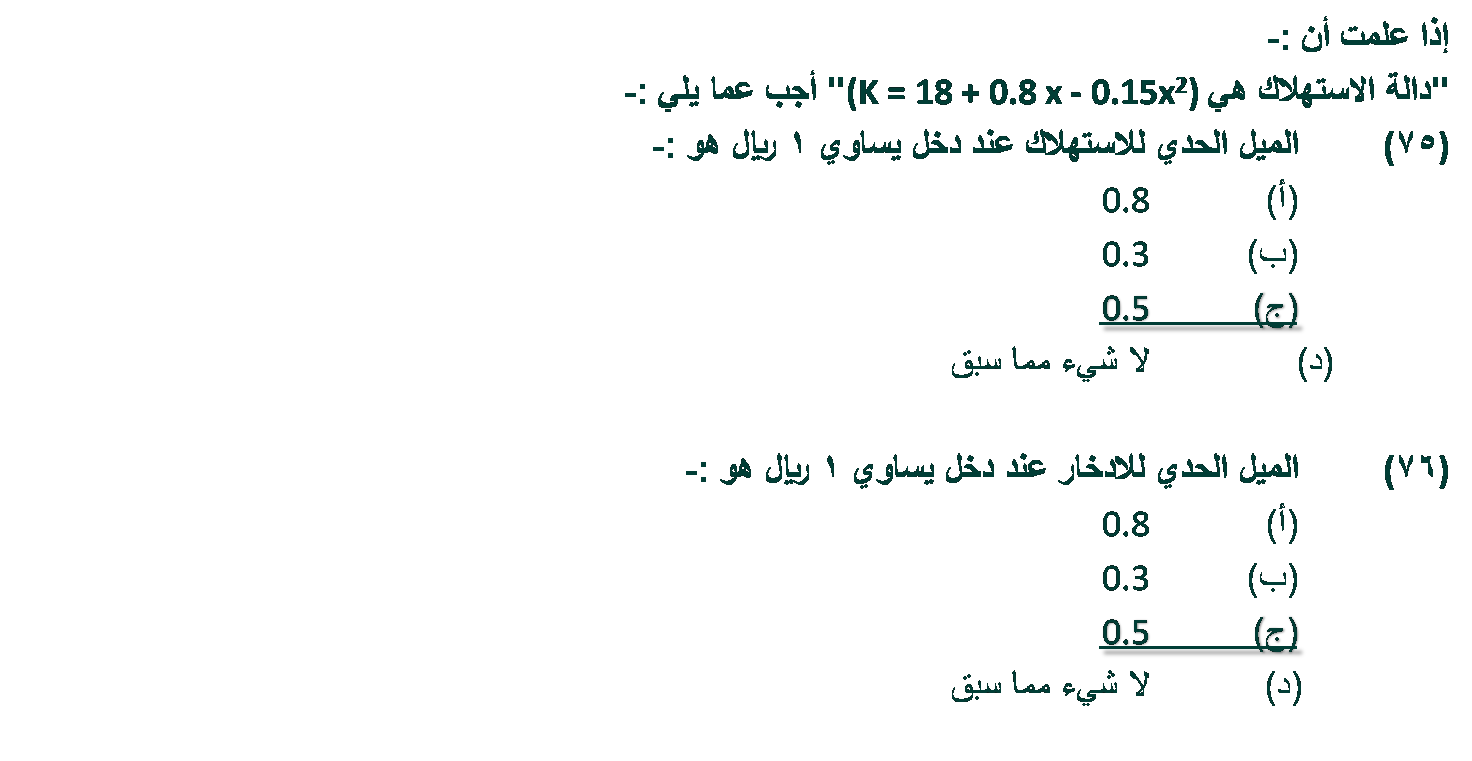 إذا علمت أن :-
"دالة الاستهلاك هي (K = 18 + 0.8 x - 0.15x²)" أجب عما يلي :-
(٧٥) الميل الحدي للاستهلاك عند دخل يساوي ١ ريال هو :-
(أ) 0.8
(ب) 0.3
(ج) 0.5
(د) لا شيء مما سبق
(٧٦) الميل الحدي للادخار عند دخل يساوي ١ ريال هو :-
(أ) 0.8
(ب) 0.3
(ج) 0.5
(د) لا شيء مما سبق